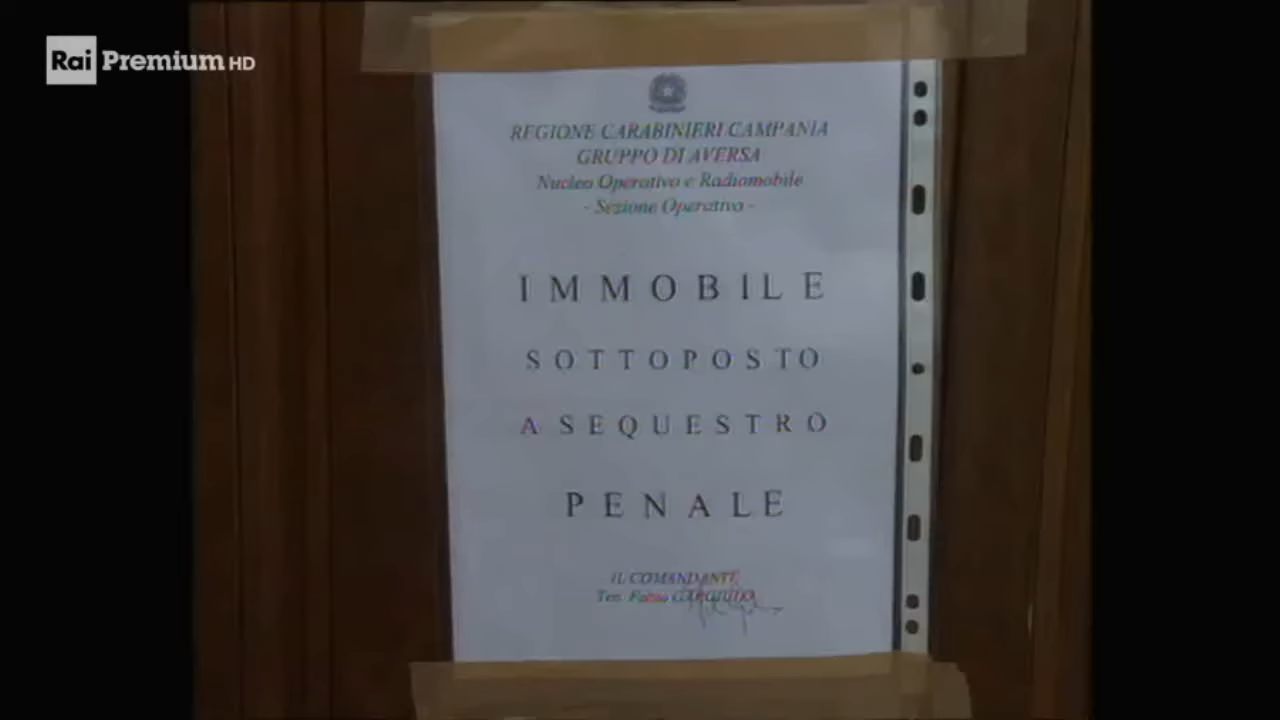 Rai Premium HD
REGIONE CARABINIERI CAMPANIA
GRUPPO DI AVERSA
Nucleo Operativo e Radiomobile
- Sezione Operativa -
IMMOBILE
SOTTOPOSTO
A SEQUESTRO
PENALE
IL COMANDANTE
Ten. Fabio